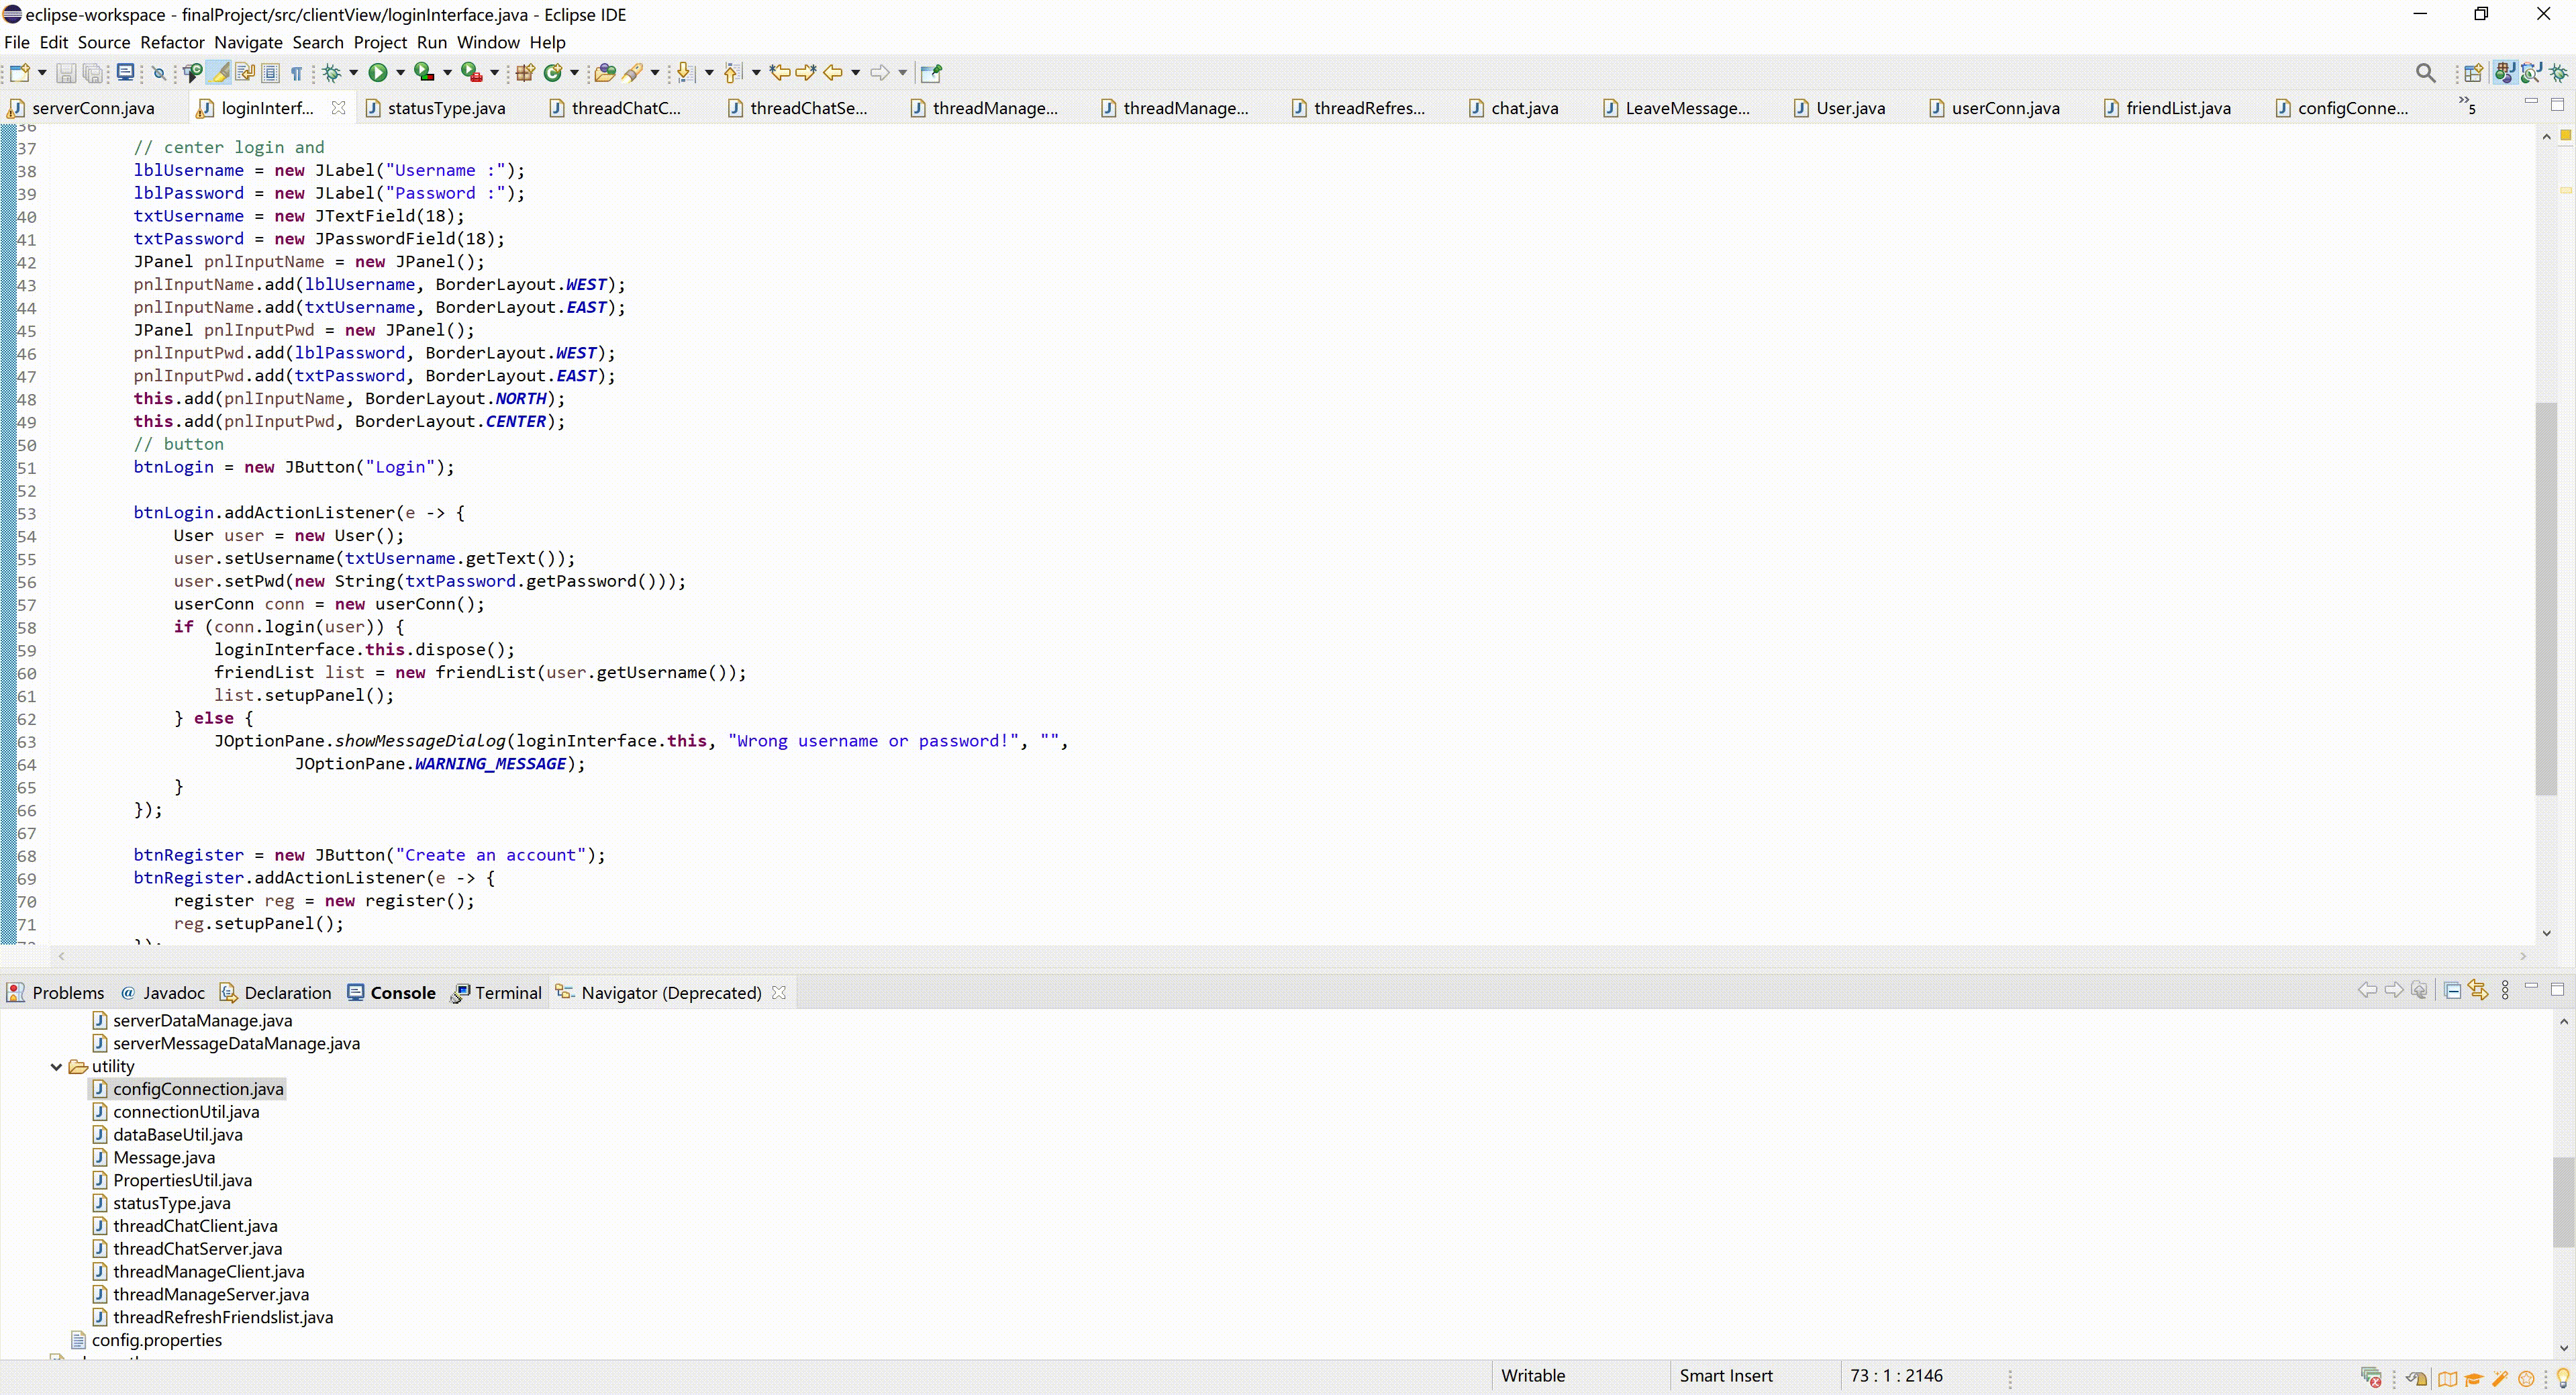 eclipse-workspace - finalProject/src/clientView/loginInterface.java - Eclipse IDE
File Edit Source Refactor Navigate Search Project Run Window Help
serverConn.java loginInterf... statusType.java threadChatC... threadChatSe... threadManage... threadManage... threadRefres... chat.java LeaveMessage... User.java userConn.java friendList.java configConne... »5
36
37 // center login and
38 lblUsername = new JLabel("Username :");
39 lblPassword = new JLabel("Password :");
40 txtUsername = new JTextField(18);
41 txtPassword = new JPasswordField(18);
42 JPanel pnlInputName = new JPanel();
43 pnlInputName.add(lblUsername, BorderLayout.WEST);
44 pnlInputName.add(txtUsername, BorderLayout.EAST);
45 JPanel pnlInputPwd = new JPanel();
46 pnlInputPwd.add(lblPassword, BorderLayout.WEST);
47 pnlInputPwd.add(txtPassword, BorderLayout.EAST);
48 this.add(pnlInputName, BorderLayout.NORTH);
49 this.add(pnlInputPwd, BorderLayout.CENTER);
50 // button
51 btnLogin = new JButton("Login");
52
53 btnLogin.addActionListener(e -> {
54 User user = new User();
55 user.setUsername(txtUsername.getText());
56 user.setPwd(new String(txtPassword.getPassword()));
57 userConn conn = new userConn();
58 if (conn.login(user)) {
59 loginInterface.this.dispose();
60 friendList list = new friendList(user.getUsername());
61 list.setupPanel();
62 } else {
63 JOptionPane.showMessageDialog(loginInterface.this, "Wrong username or password!", "",
64 JOptionPane.WARNING_MESSAGE);
65 }
66 });
67
68 btnRegister = new JButton("Create an account");
69 btnRegister.addActionListener(e -> {
70 register reg = new register();
71 reg.setupPanel();
Problems Javadoc Declaration Console Terminal Navigator (Deprecated)
serverDataManage.java
serverMessageDataManage.java
utility
configConnection.java
connectionUtil.java
dataBaseUtil.java
Message.java
PropertiesUtil.java
statusType.java
threadChatClient.java
threadChatServer.java
threadManageClient.java
threadManageServer.java
threadRefreshFriendslist.java
config.properties
Writable Smart Insert 73 : 1 : 2146